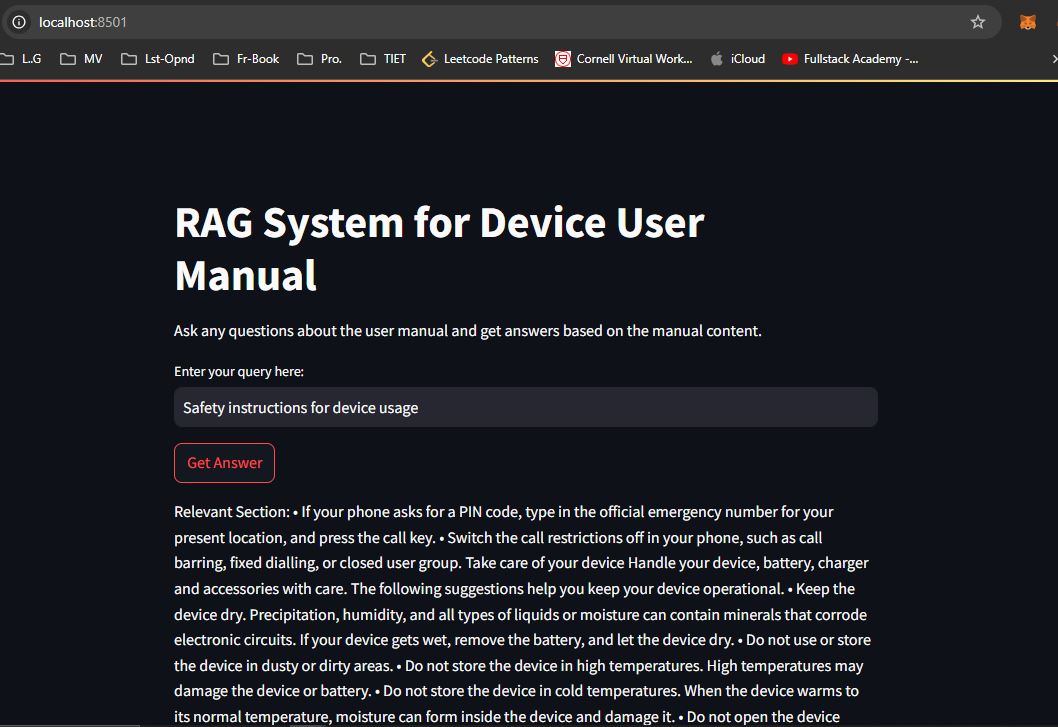 localhost:8501
L..G MV Lst-Opnd Fr-Book Pro. TIET Leetcode Patterns Cornell Virtual Work... iCloud Fullstack Academy -...
RAG System for Device User
Manual
Ask any questions about the user manual and get answers based on the manual content.
Enter your query here:
Safety instructions for device usage
Get Answer
Relevant Section: • If your phone asks for a PIN code, type in the official emergency number for your
present location, and press the call key. • Switch the call restrictions off in your phone, such as call
barring, fixed dialling, or closed user group. Take care of your device Handle your device, battery, charger
and accessories with care. The following suggestions help you keep your device operational. • Keep the
device dry. Precipitation, humidity, and all types of liquids or moisture can contain minerals that corrode
electronic circuits. If your device gets wet, remove the battery, and let the device dry. • Do not use or store
the device in dusty or dirty areas. • Do not store the device in high temperatures. High temperatures may
damage the device or battery. • Do not store the device in cold temperatures. When the device warms to
its normal temperature, moisture can form inside the device and damage it. • Do not open the device